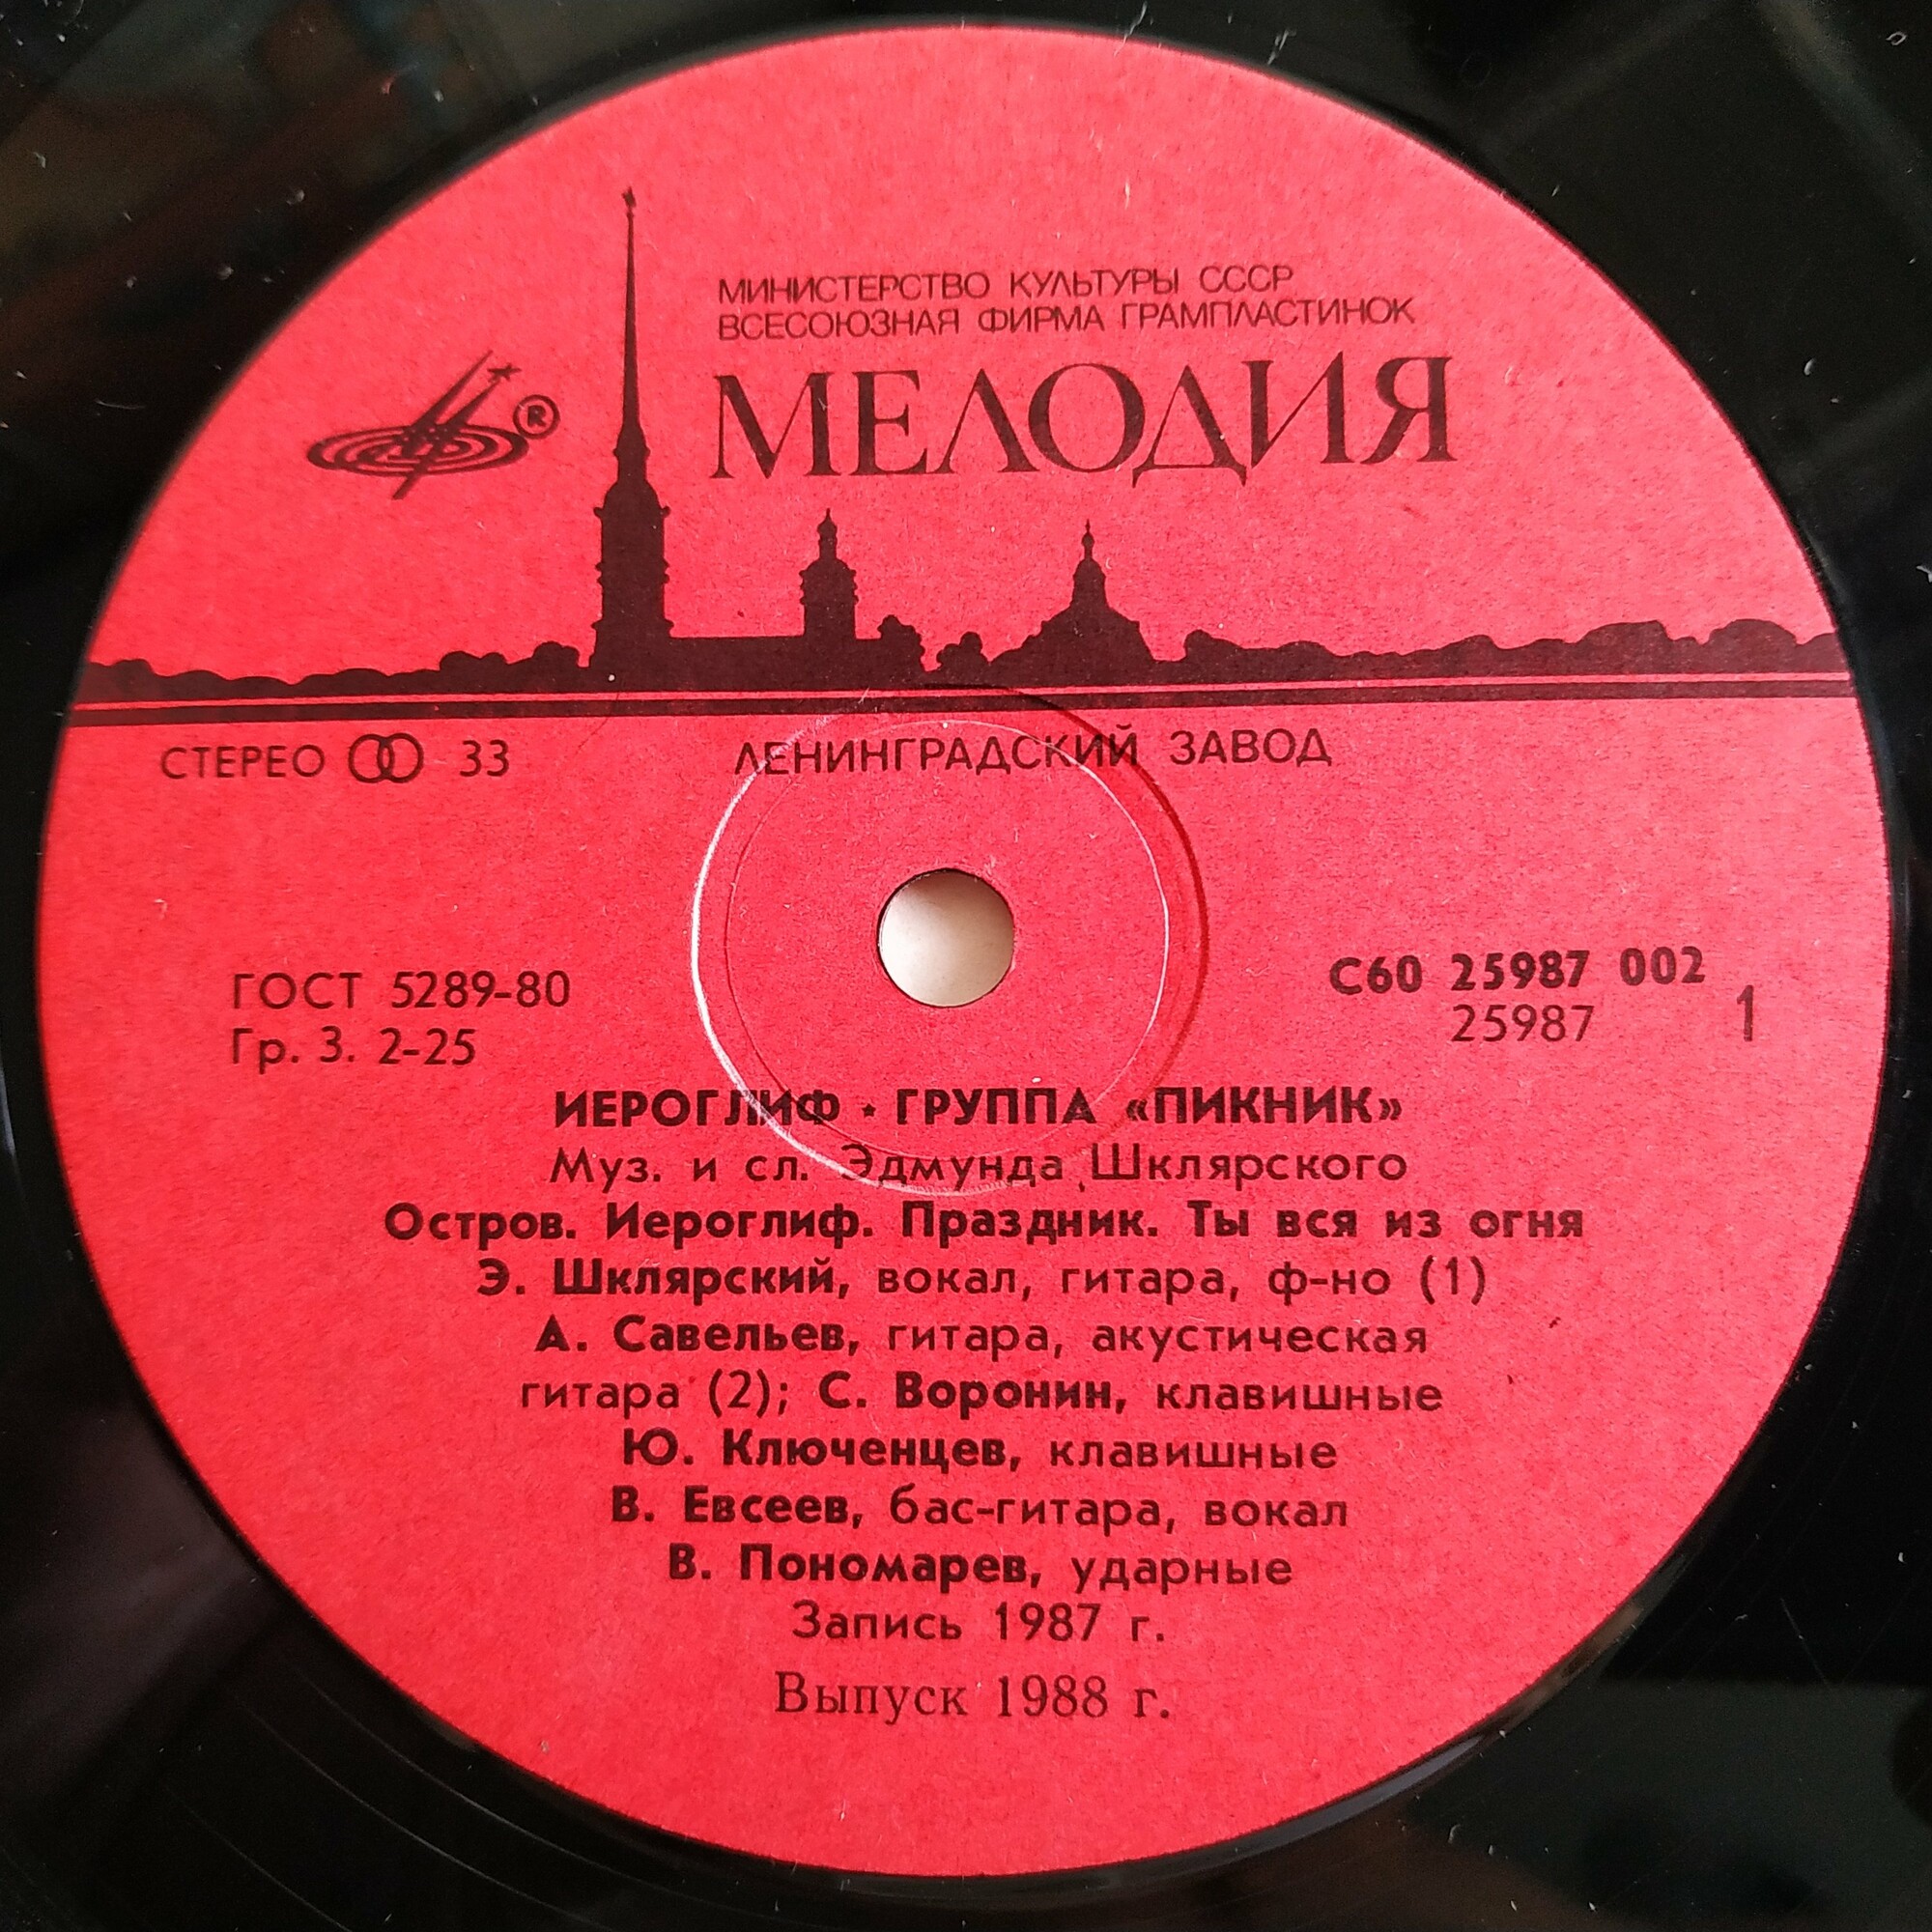 МИНИСТЕРСТВО КУЛЬТУРЫ СССР
ВСЕСОЮЗНАЯ ФИРМА ГРАМПЛАСТИНОК
®
МЕЛОДИЯ
СТЕРЕО 33
ЛЕНИНГРАДСКИЙ ЗАВОД
ГОСТ 5289-80
Гр. 3. 2-25
С60 25987 002
25987
1
ИЕРОГЛИФ · ГРУППА «ПИКНИК»
Муз. и сл. Эдмунда Шклярского
Остров. Иероглиф. Праздник. Ты вся из огня
Э. Шклярский, вокал, гитара, ф-но (1)
А. Савельев, гитара, акустическая
гитара (2); С. Воронин, клавишные
Ю. Ключенцев, клавишные
В. Евсеев, бас-гитара, вокал
В. Пономарев, ударные
Запись 1987 г.
Выпуск 1988 г.